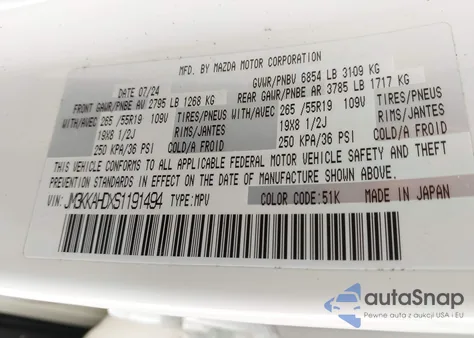 MFD. BY MAZDA MOTOR CORPORATION
DATE 07/24 GVWR/PNBV 6854 LB 3109 KG
FRONT GAWR/PNBE AV 2795 LB 1268 KG REAR GAWR/PNBE AR 3785 LB 1717 KG
WITH/AVEC 265 /55R19 109V TIRES/PNEUS WITH/AVEC 265 /55R19 109V TIRES/PNEUS
19X8 1/2J RIMS/JANTES 19X8 1/2J RIMS/JANTES
250 KPA/36 PSI COLD/A FROID 250 KPA/36 PSI COLD/A FROID
THIS VEHICLE CONFORMS TO ALL APPLICABLE FEDERAL MOTOR VEHICLE SAFETY AND THEFT
PREVENTION STANDARDS IN EFFECT ON THE DATE OF MANUFACTURE SHOWN ABOVE.
VIN: JM3KKAHDXS1191494 TYPE:MPV COLOR CODE:51K MADE IN JAPAN
autoSnap
Pewne auta z aukcji USA i EU